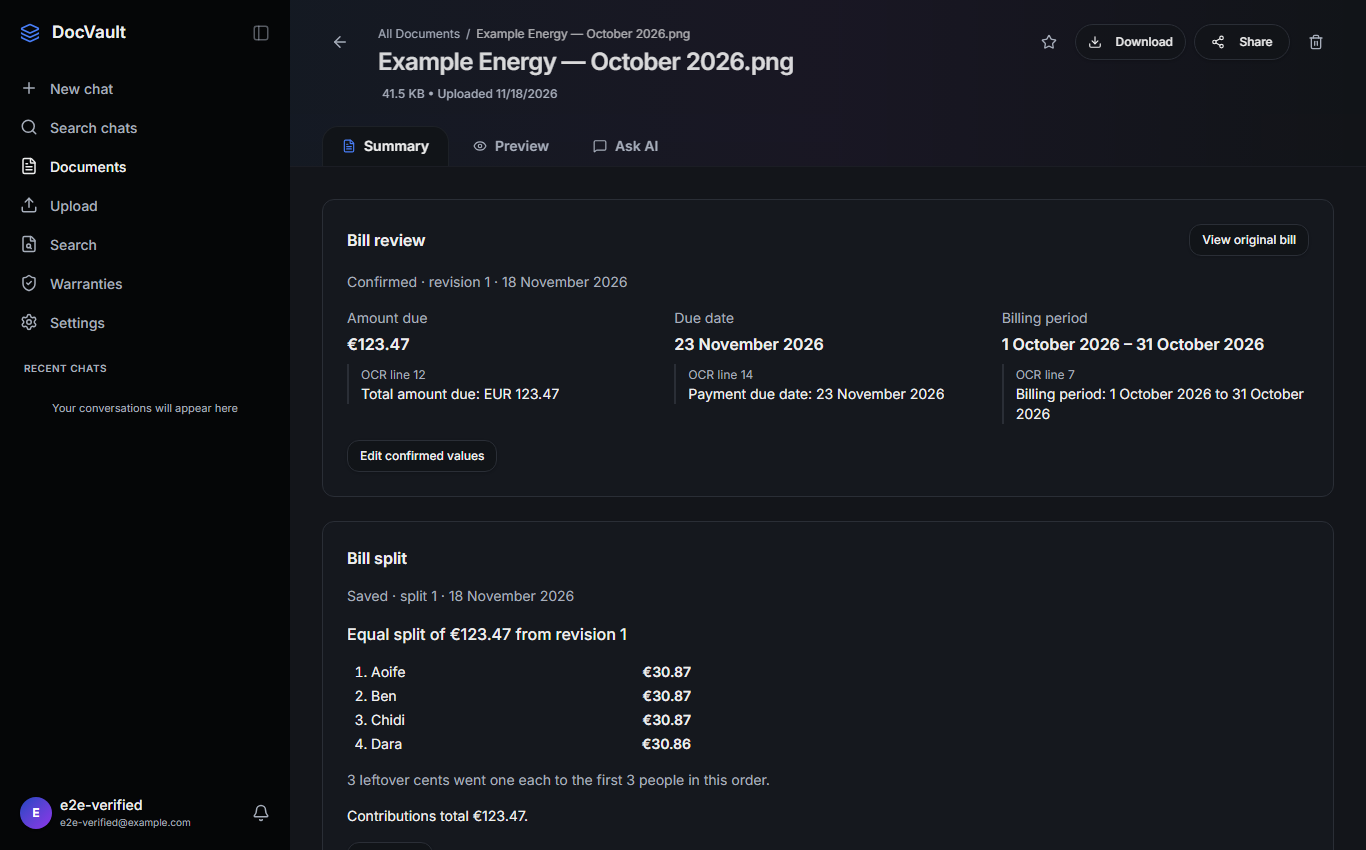 DocVault
New chat
Search chats
Documents
Upload
Search
Warranties
Settings
RECENT CHATS
Your conversations will appear here
E
e2e-verified
e2e-verified@example.com
All Documents / Example Energy — October 2026.png
Example Energy — October 2026.png
41.5 KB • Uploaded 11/18/2026
Download
Share
Summary
Preview
Ask AI
Bill review
View original bill
Confirmed · revision 1 · 18 November 2026
Amount due
€123.47
OCR line 12
Total amount due: EUR 123.47
Due date
23 November 2026
OCR line 14
Payment due date: 23 November 2026
Billing period
1 October 2026 – 31 October 2026
OCR line 7
Billing period: 1 October 2026 to 31 October
2026
Edit confirmed values
Bill split
Saved · split 1 · 18 November 2026
Equal split of €123.47 from revision 1
1. Aoife €30.87
2. Ben €30.87
3. Chidi €30.87
4. Dara €30.86
3 leftover cents went one each to the first 3 people in this order.
Contributions total €123.47.